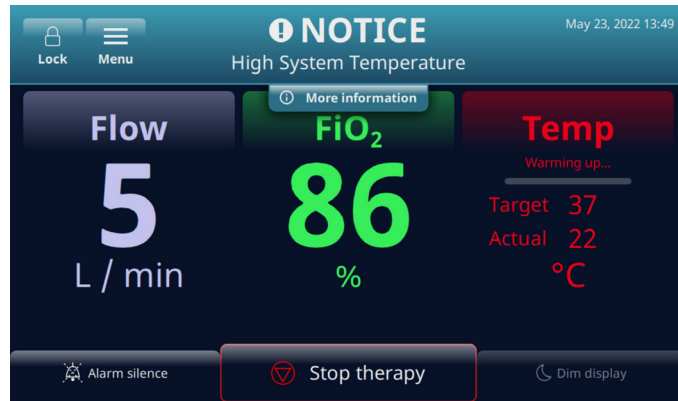 NOTICE
May 23, 2022 13:49
Lock
Menu
High System Temperature
More information
Flow
5
L / min
FiO₂
86
%
Temp
Warming up...
Target 37
Actual 22
°C
Alarm silence
Stop therapy
Dim display